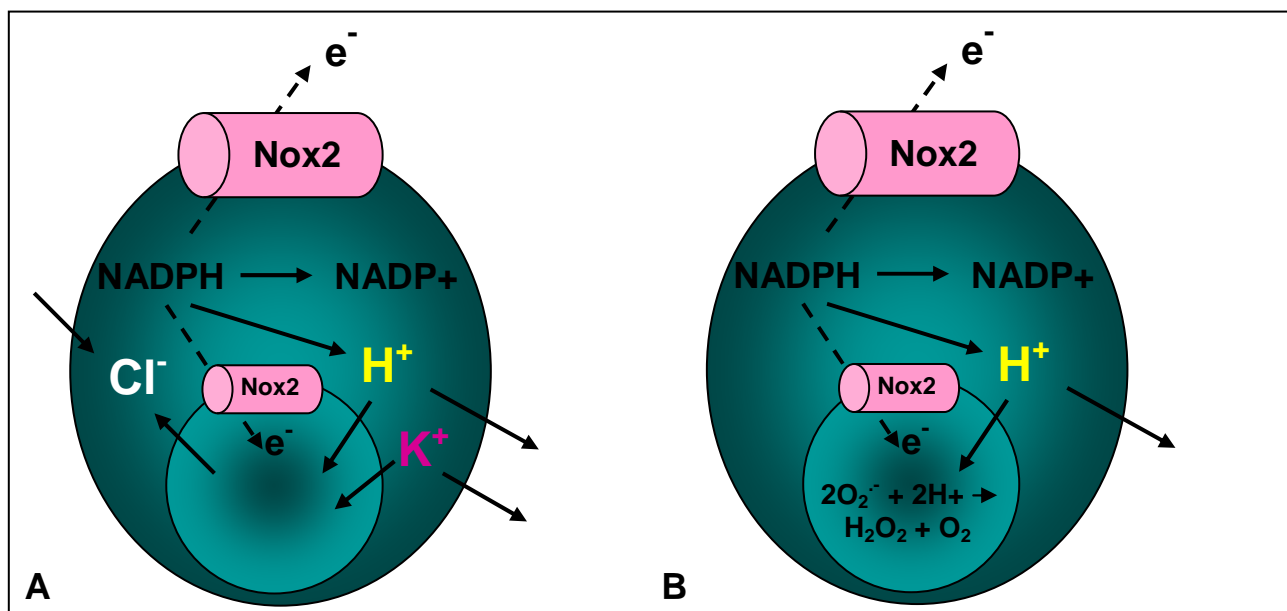 e⁻
Nox2
NADPH → NADP+
Cl⁻
H⁺
Nox2
e⁻
K⁺
A
e⁻
Nox2
NADPH → NADP+
H⁺
Nox2
e⁻
2O₂·⁻ + 2H+ →
H₂O₂ + O₂
B